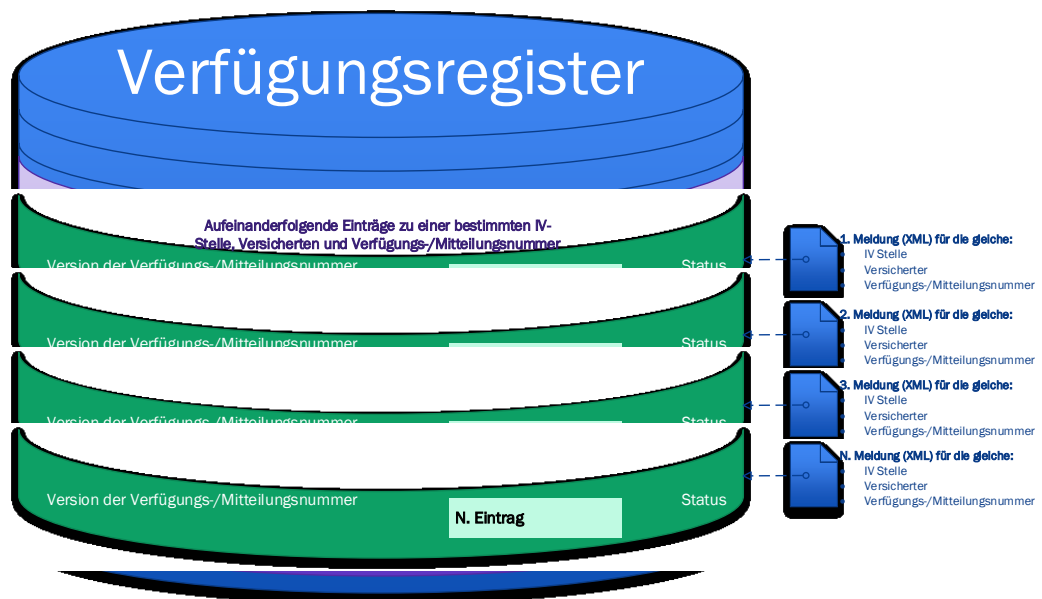 Verfügungsregister
Aufeinanderfolgende Einträge zu einer bestimmten IV-
Stelle, Versicherten und Verfügungs-/Mitteilungsnummer
Version der Verfügungs-/Mitteilungsnummer Status
Version der Verfügungs-/Mitteilungsnummer Status
Version der Verfügungs-/Mitteilungsnummer Status
Version der Verfügungs-/Mitteilungsnummer Status
N. Eintrag
1. Meldung (XML) für die gleiche:
IV Stelle
Versicherter
Verfügungs-/Mitteilungsnummer
2. Meldung (XML) für die gleiche:
IV Stelle
Versicherter
Verfügungs-/Mitteilungsnummer
3. Meldung (XML) für die gleiche:
IV Stelle
Versicherter
Verfügungs-/Mitteilungsnummer
N. Meldung (XML) für die gleiche:
IV Stelle
Versicherter
Verfügungs-/Mitteilungsnummer